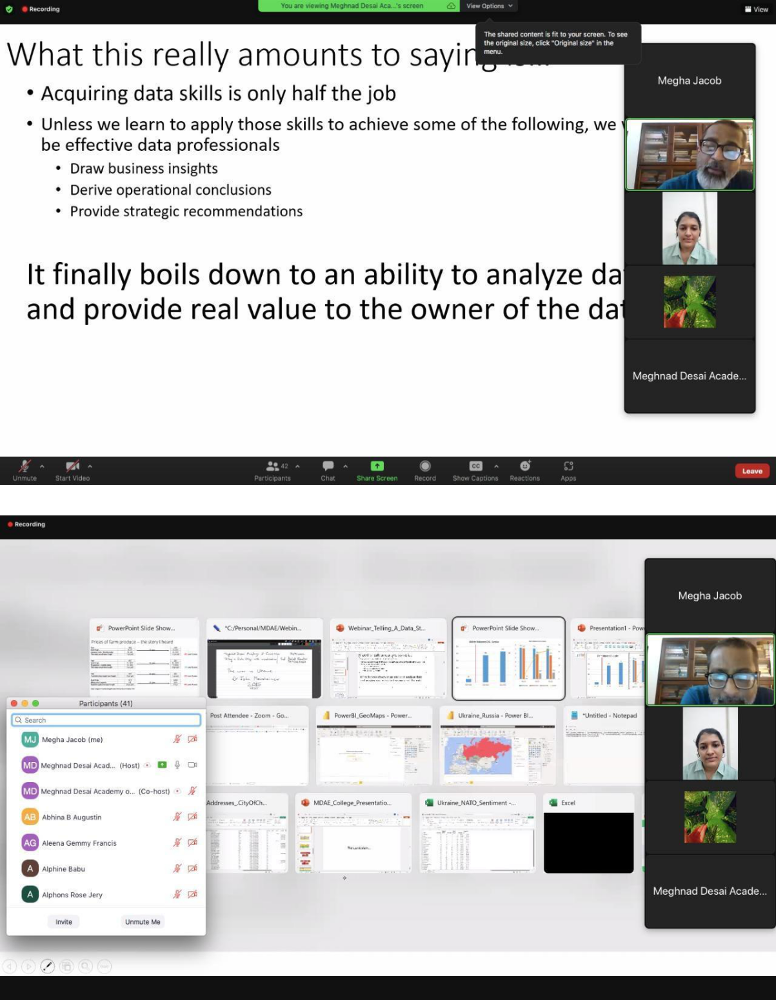 Recording
You are viewing Meghnad Desai Aca...'s screen
View Options
View
The shared content is fit to your screen. To see
the original size, click "Original size" in the
menu.
What this really amounts to saying
• Acquiring data skills is only half the job
• Unless we learn to apply those skills to achieve some of the following, we
be effective data professionals
• Draw business insights
• Derive operational conclusions
• Provide strategic recommendations
It finally boils down to an ability to analyze
and provide real value to the owner of the
Megha Jacob
Meghnad Desai Acade...
Unmute
Start Video
42
Participants
Chat
Share Screen
Record
CC
Show Captions
Reactions
Apps
Leave
Recording
PowerPoint Slide Show...
*C:/Personal/MDAE/Webin...
Webinar_Telling_A_Data_St...
PowerPoint Slide Show...
Presentation1 - Pow
Prices of farm produce – the story I heard
Participants (41)
Search
MJ Megha Jacob (me)
MD Meghnad Desai Acad... (Host)
MD Meghnad Desai Academy o... (Co-host)
AB Abhina B Augustin
AG Aleena Gemmy Francis
A Alphine Babu
A Alphons Rose Jery
Invite
Unmute Me
Post Attendee - Zoom - Go...
PowerBI_GeoMaps - Power...
Ukraine_Russia - Power BI...
*Untitled - Notepad
Addresses_.CityOfCh...
MDAE_College_Presentatio...
Ukraine_NATO_Sentiment -...
Excel
Megha Jacob
Meghnad Desai Acade...